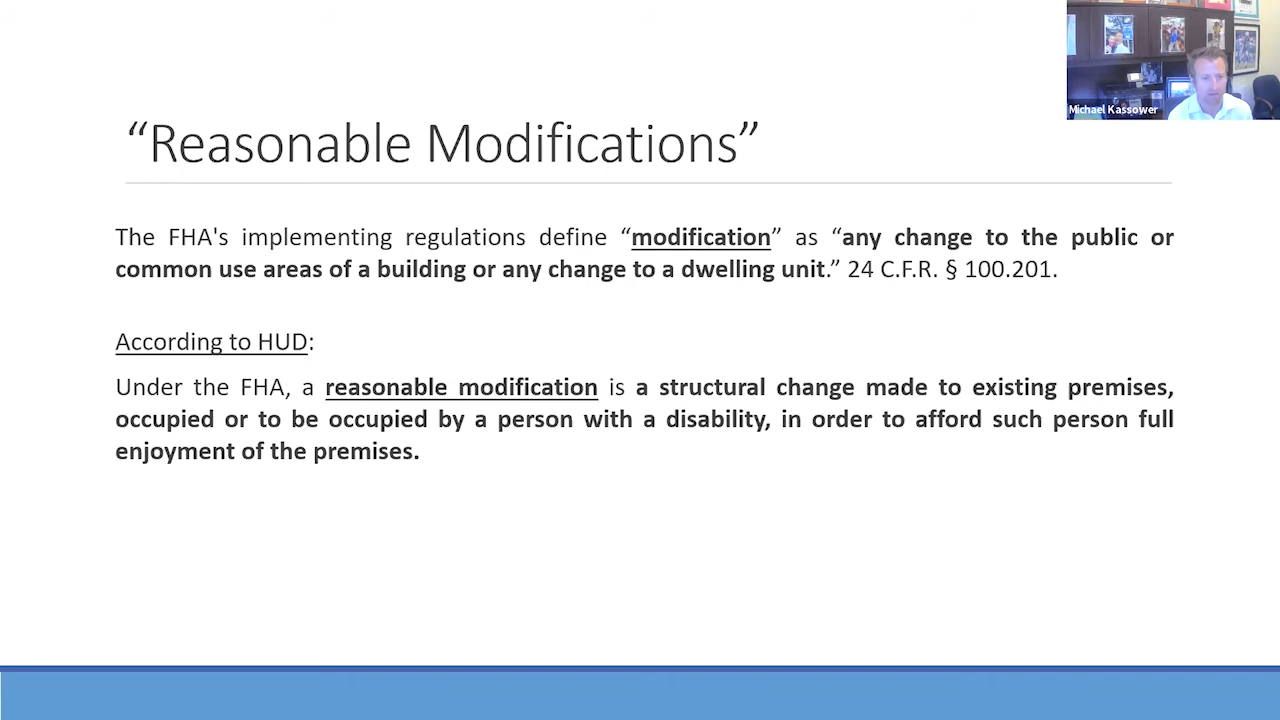 Michael Kassower
“Reasonable Modifications”
The FHA's implementing regulations define “modification” as “any change to the public or
common use areas of a building or any change to a dwelling unit.” 24 C.F.R. § 100.201.
According to HUD:
Under the FHA, a reasonable modification is a structural change made to existing premises,
occupied or to be occupied by a person with a disability, in order to afford such person full
enjoyment of the premises.